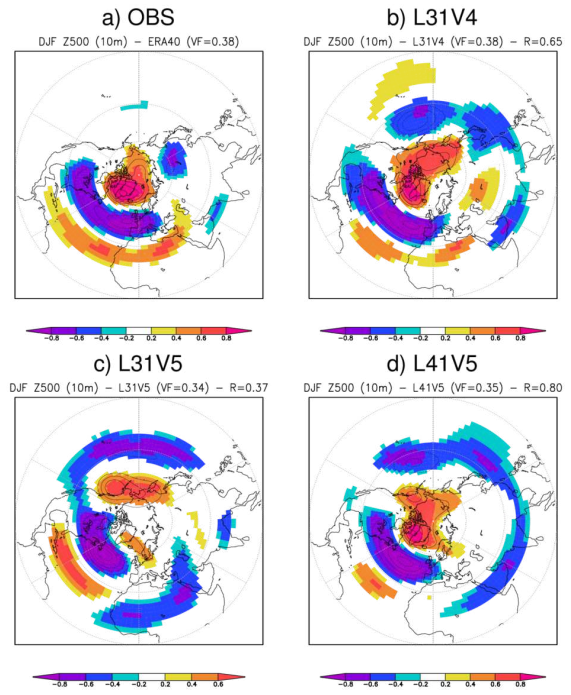 a) OBS
b) L31V4
DJF Z500 (10m) – ERA40 (VF=0.38)
DJF Z500 (10m) – L31V4 (VF=0.38) – R=0.65
-0.8 -0.6 -0.4 -0.2 0.2 0.4 0.6 0.8
-0.8 -0.6 -0.4 -0.2 0.2 0.4 0.6 0.8
c) L31V5
d) L41V5
DJF Z500 (10m) – L31V5 (VF=0.34) – R=0.37
DJF Z500 (10m) – L41V5 (VF=0.35) – R=0.80
-0.8 -0.6 -0.4 -0.2 0.2 0.4 0.6
-0.8 -0.6 -0.4 -0.2 0.2 0.4 0.6 0.8